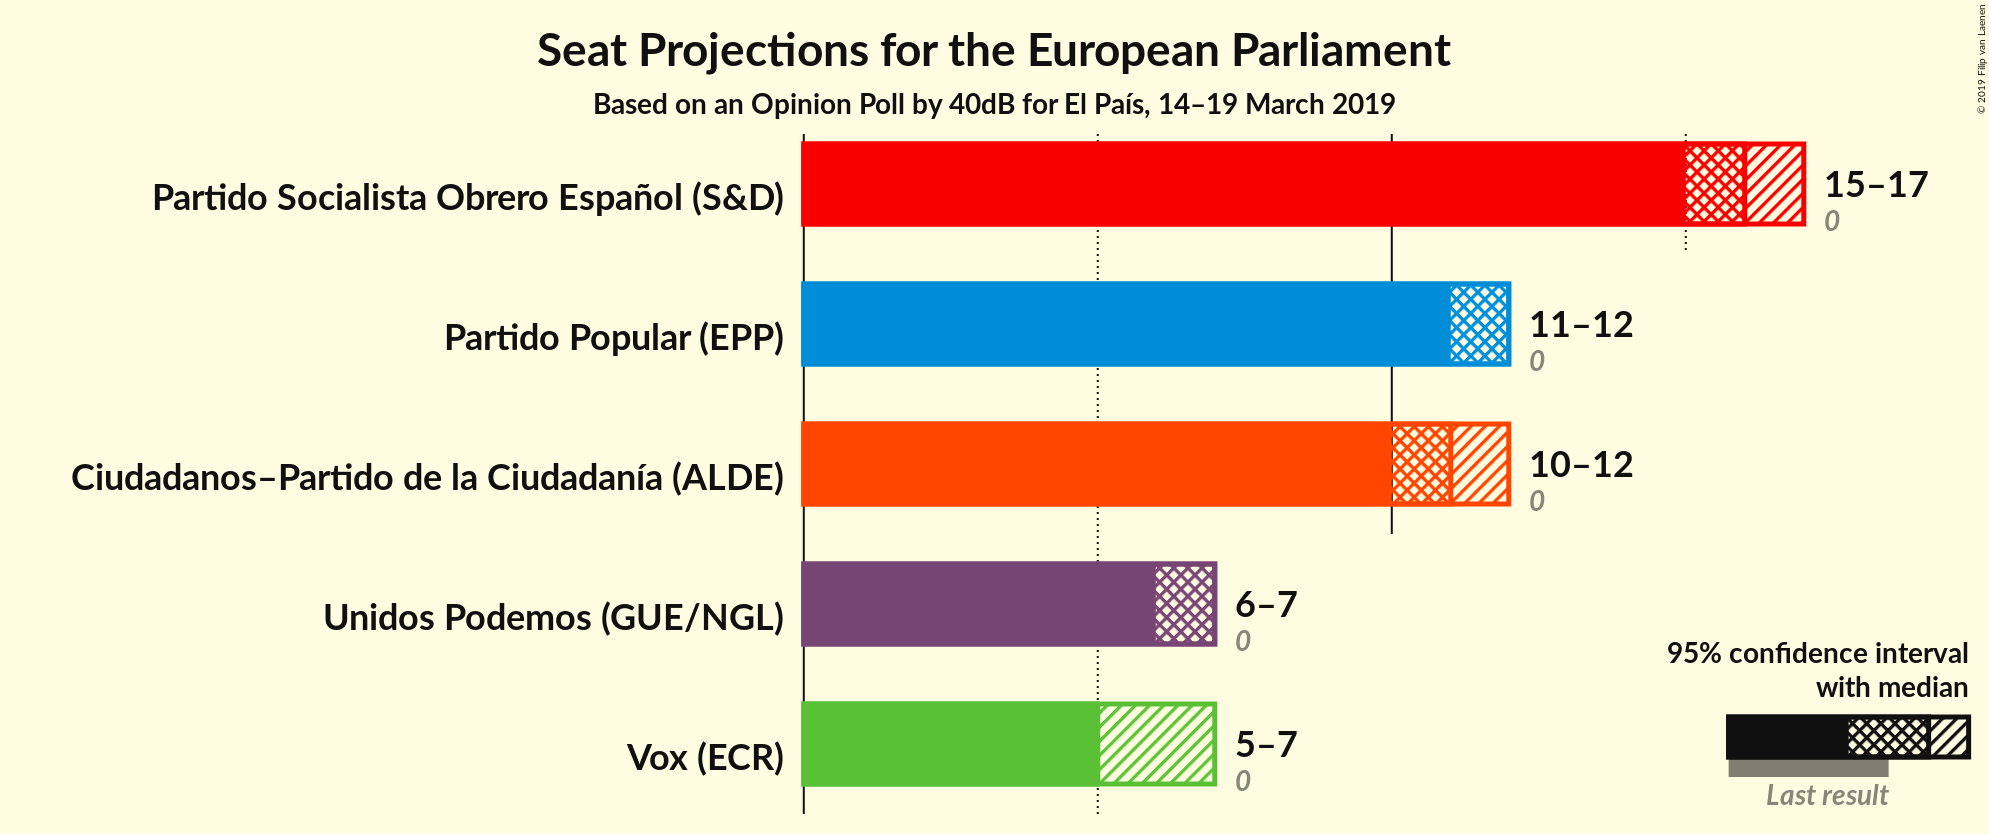 Seat Projections for the European Parliament
Based on an Opinion Poll by 40dB for El País, 14–19 March 2019
© 2019 Filip van Laenen
Partido Socialista Obrero Español (S&D)
15–17
0
Partido Popular (EPP)
11–12
0
Ciudadanos–Partido de la Ciudadanía (ALDE)
10–12
0
Unidos Podemos (GUE/NGL)
6–7
0
Vox (ECR)
5–7
0
95% confidence interval
with median
Last result